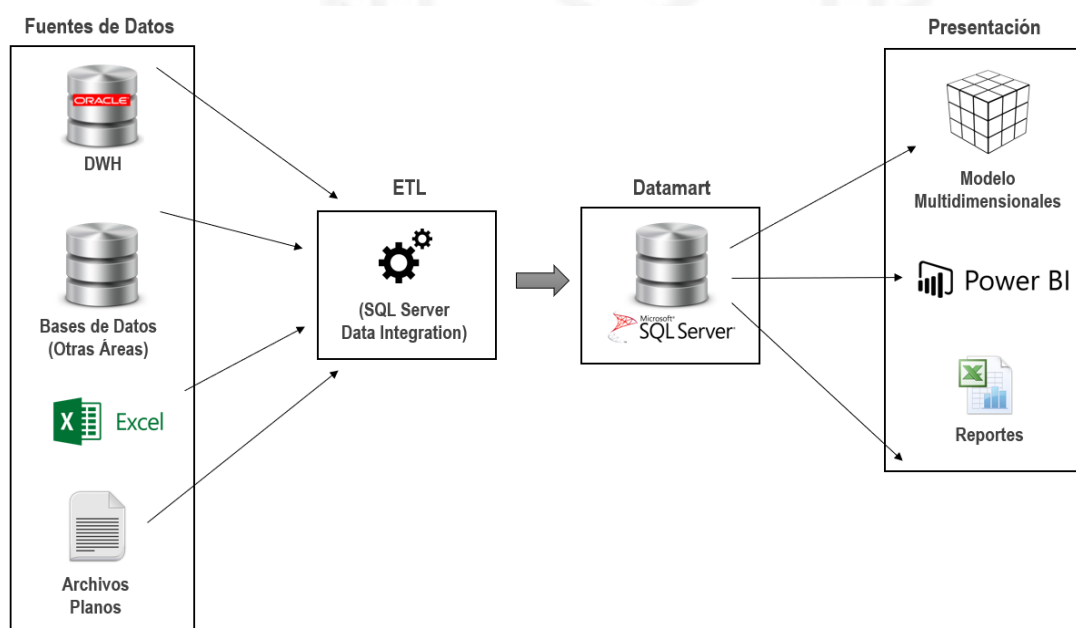 Fuentes de Datos
ORACLE
DWH
Bases de Datos
(Otras Áreas)
Excel
Archivos
Planos
ETL
(SQL Server
Data Integration)
Datamart
Microsoft®
SQL Server
Presentación
Modelo
Multidimensionales
Power BI
Reportes